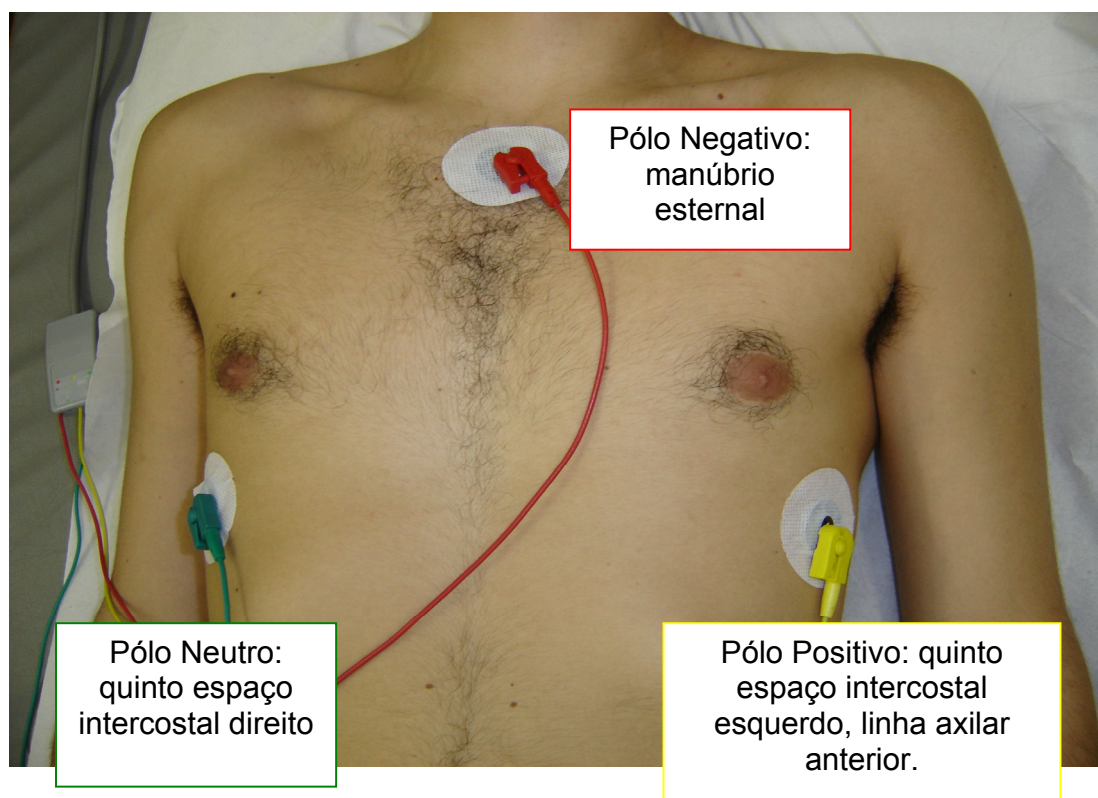 Pólo Negativo:
manúbrio
esternal
Pólo Neutro:
quinto espaço
intercostal direito
Pólo Positivo: quinto
espaço intercostal
esquerdo, linha axilar
anterior.